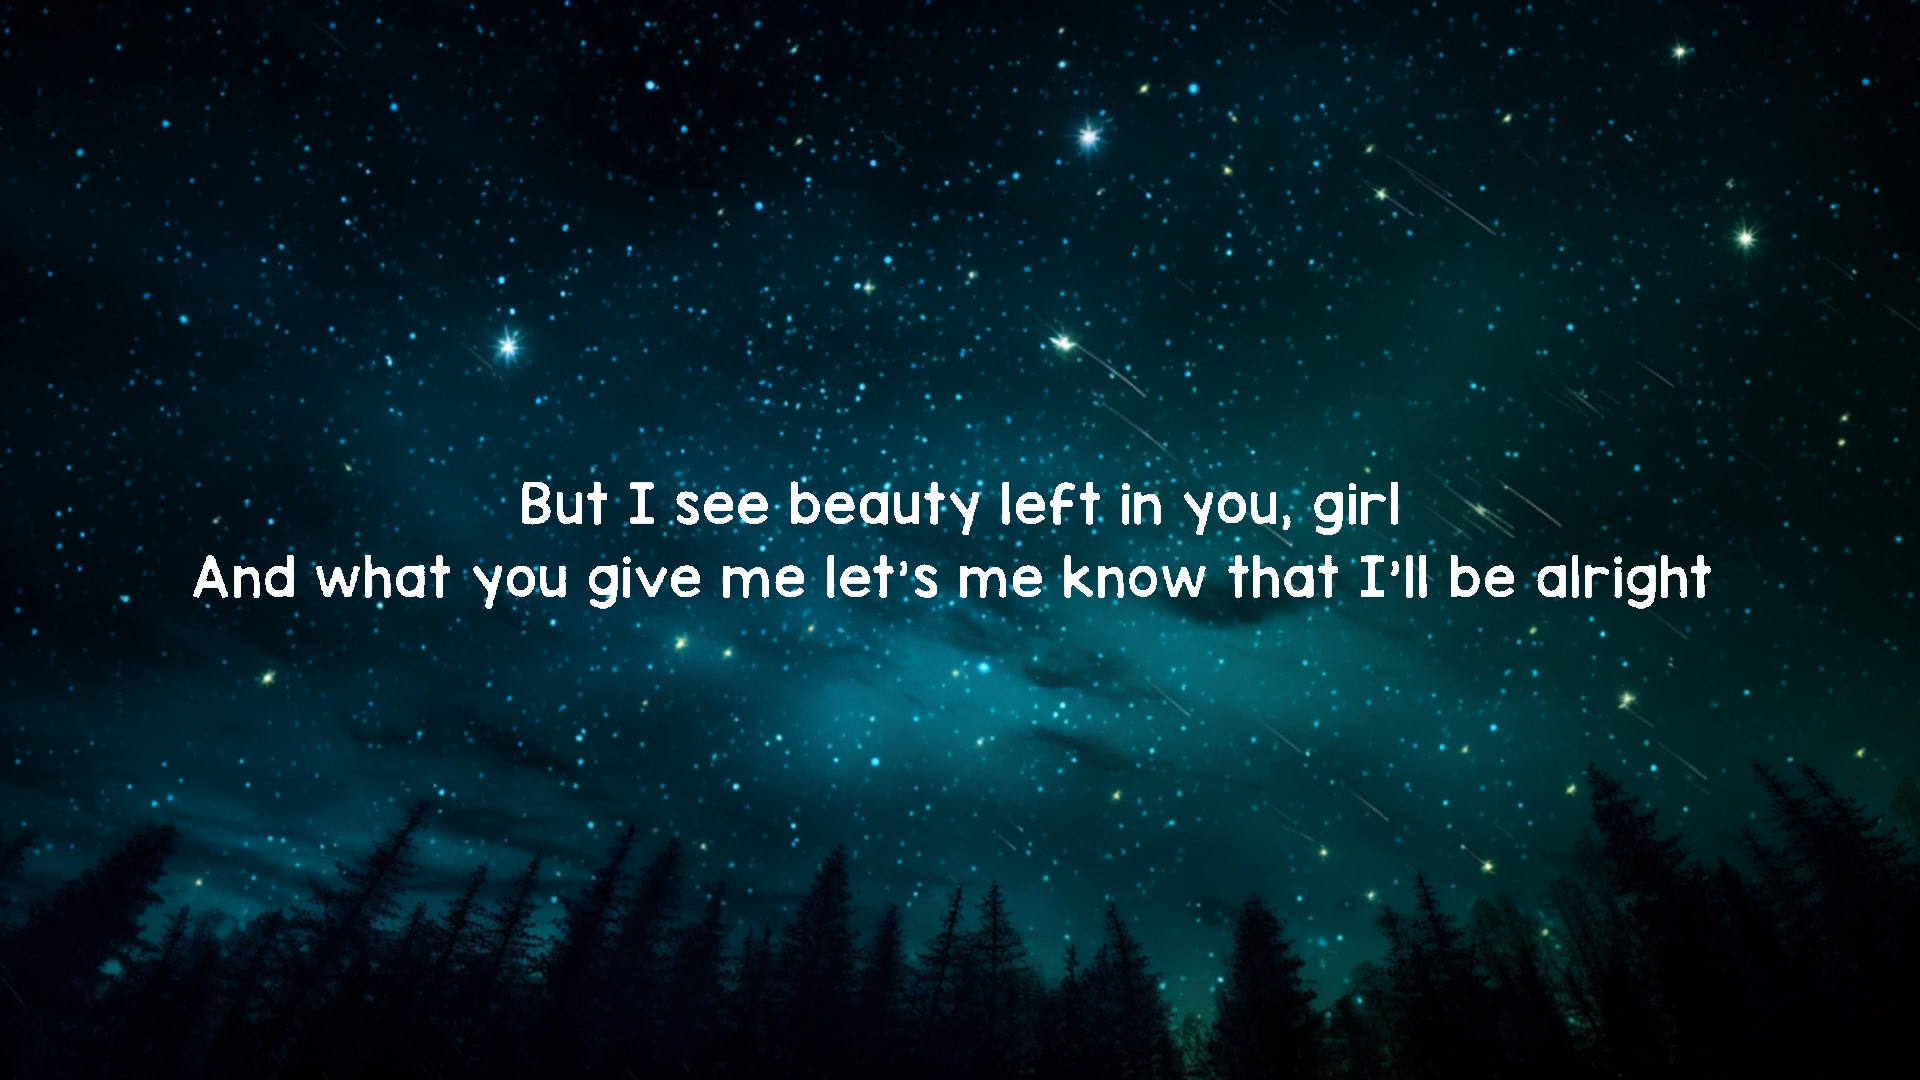 But I see beauty left in you, girl
And what you give me let's me know that I'll be alright